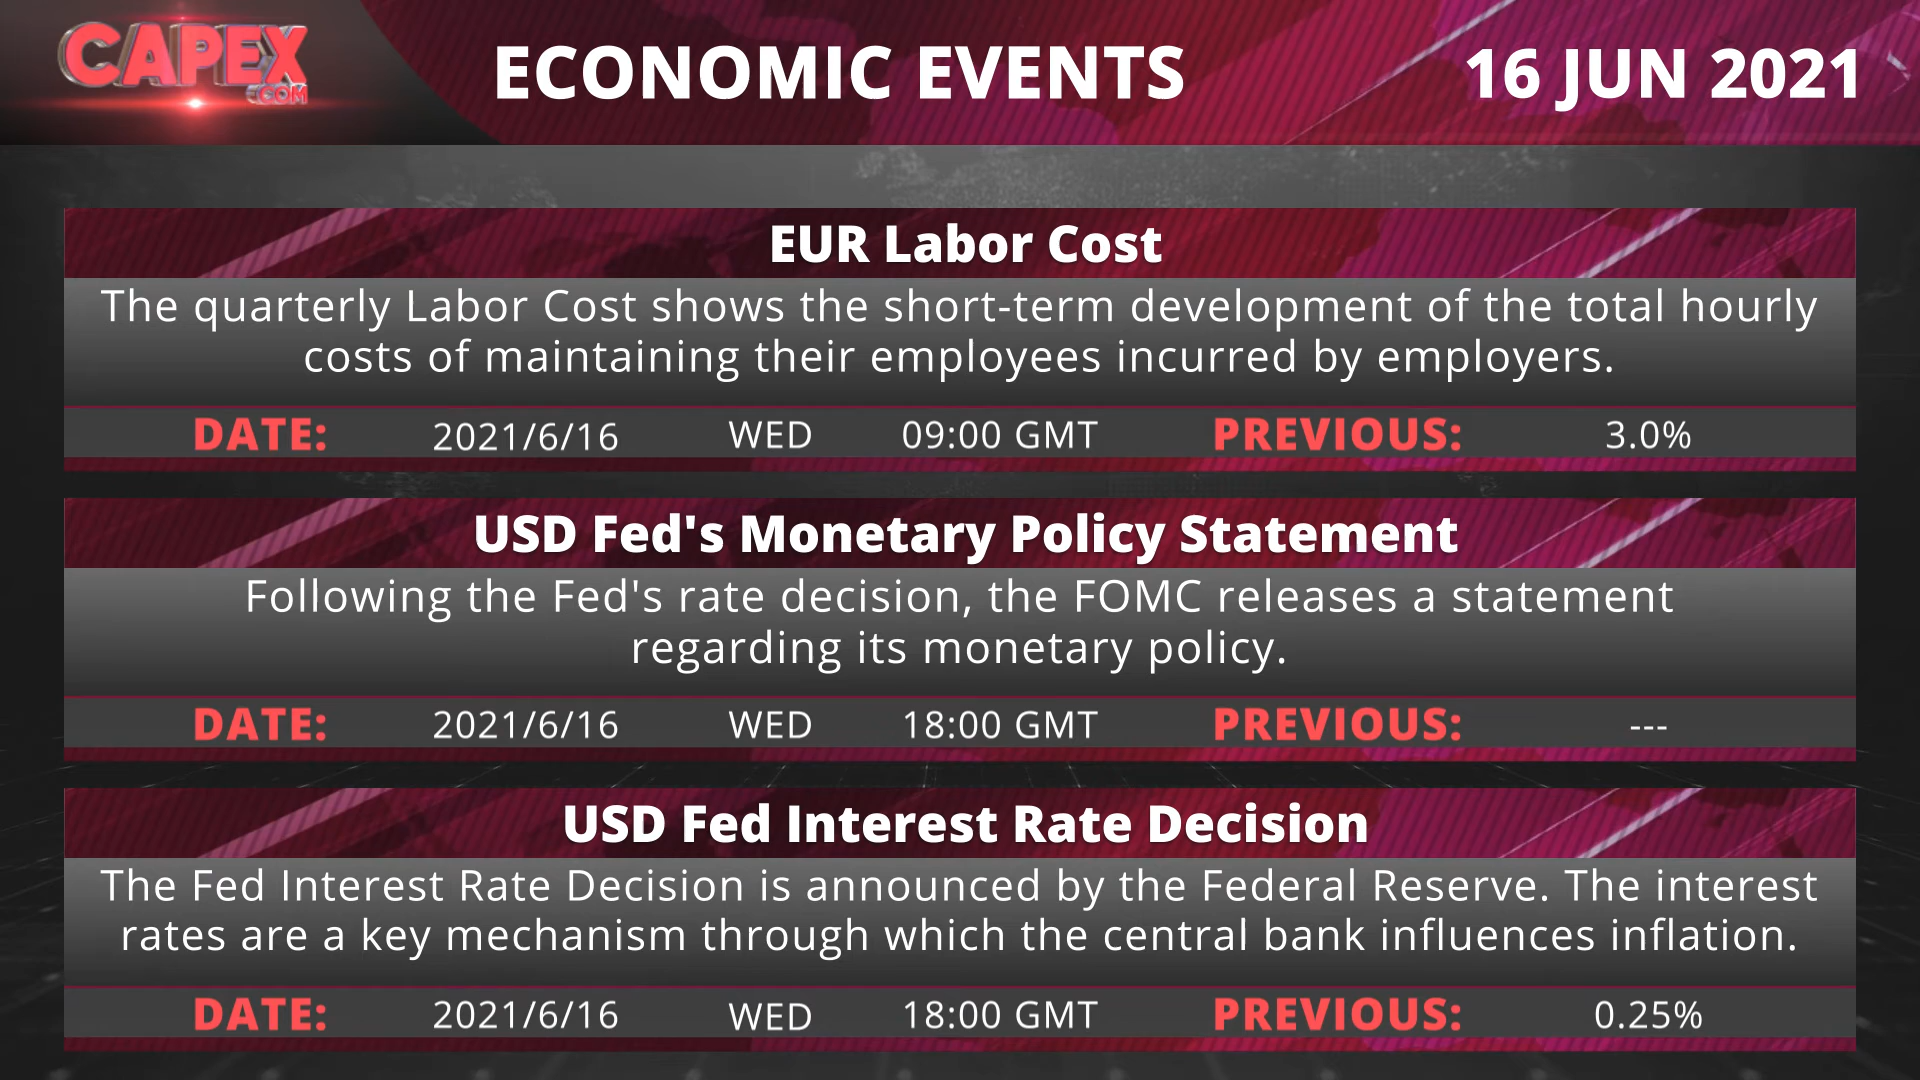 CAPEX
.COM
ECONOMIC EVENTS
16 JUN 2021
EUR Labor Cost
The quarterly Labor Cost shows the short-term development of the total hourly
costs of maintaining their employees incurred by employers.
DATE: 2021/6/16 WED 09:00 GMT PREVIOUS: 3.0%
USD Fed's Monetary Policy Statement
Following the Fed's rate decision, the FOMC releases a statement
regarding its monetary policy.
DATE: 2021/6/16 WED 18:00 GMT PREVIOUS: ---
USD Fed Interest Rate Decision
The Fed Interest Rate Decision is announced by the Federal Reserve. The interest
rates are a key mechanism through which the central bank influences inflation.
DATE: 2021/6/16 WED 18:00 GMT PREVIOUS: 0.25%